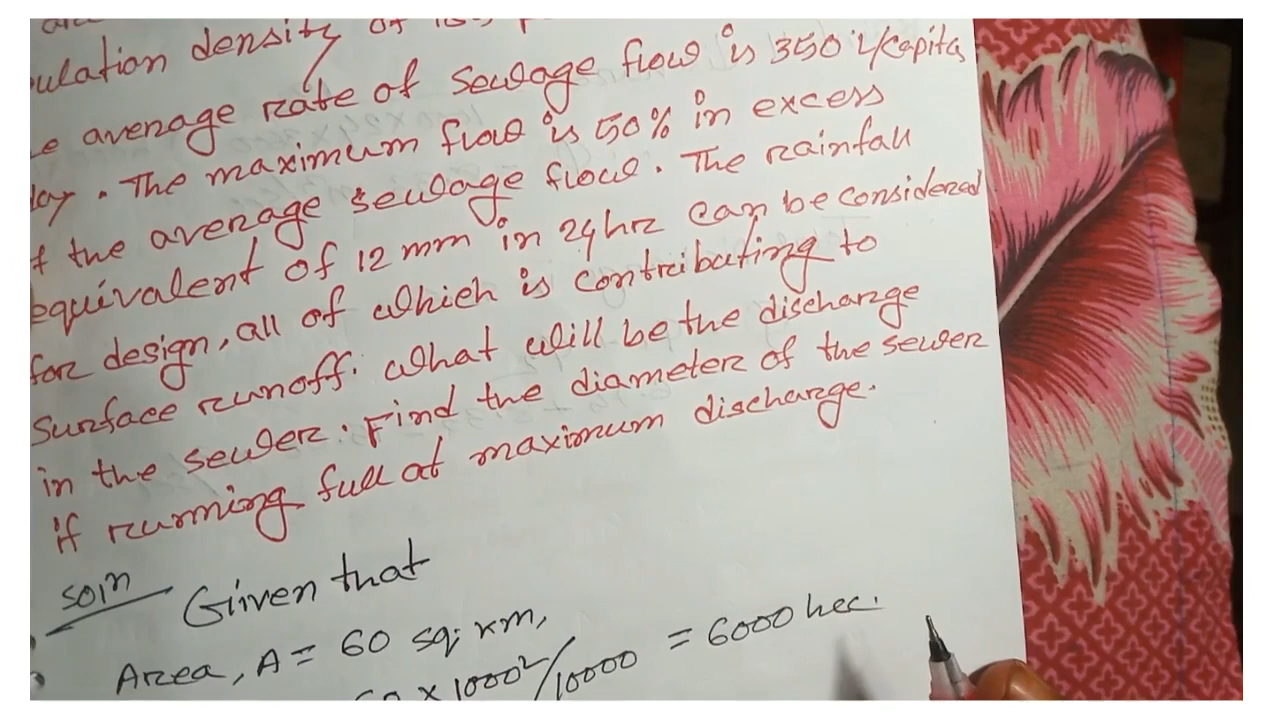 ulation density of
e average rate of sewage flow is 350 L/capita
day. The maximum flow is 50% in excess
f the average sewage flow. The rainfall
equivalent of 12 mm in 24 hr can be considered
for design, all of which is contributing to
surface runoff. what will be the discharge
in the sewer. Find the diameter of the sewer
if running full at maximum discharge.
Soln Given that
Area, A = 60 sq. km,
60 × 1000²/10000 = 6000 hec.